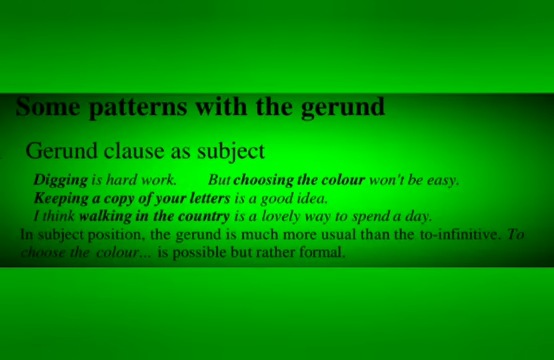 Some patterns with the gerund
Gerund clause as subject
Digging is hard work. But choosing the colour won't be easy.
Keeping a copy of your letters is a good idea.
I think walking in the country is a lovely way to spend a day.
In subject position, the gerund is much more usual than the to-infinitive. To
choose the colour... is possible but rather formal.